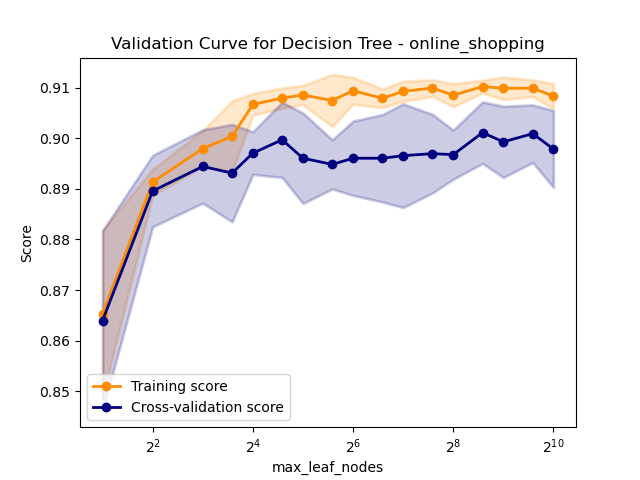 Validation Curve for Decision Tree - online_shopping
0.91
0.90
0.89
0.88
0.87
0.86
0.85
Score
Training score
Cross-validation score
2^2 2^4 2^6 2^8 2^10
max_leaf_nodes